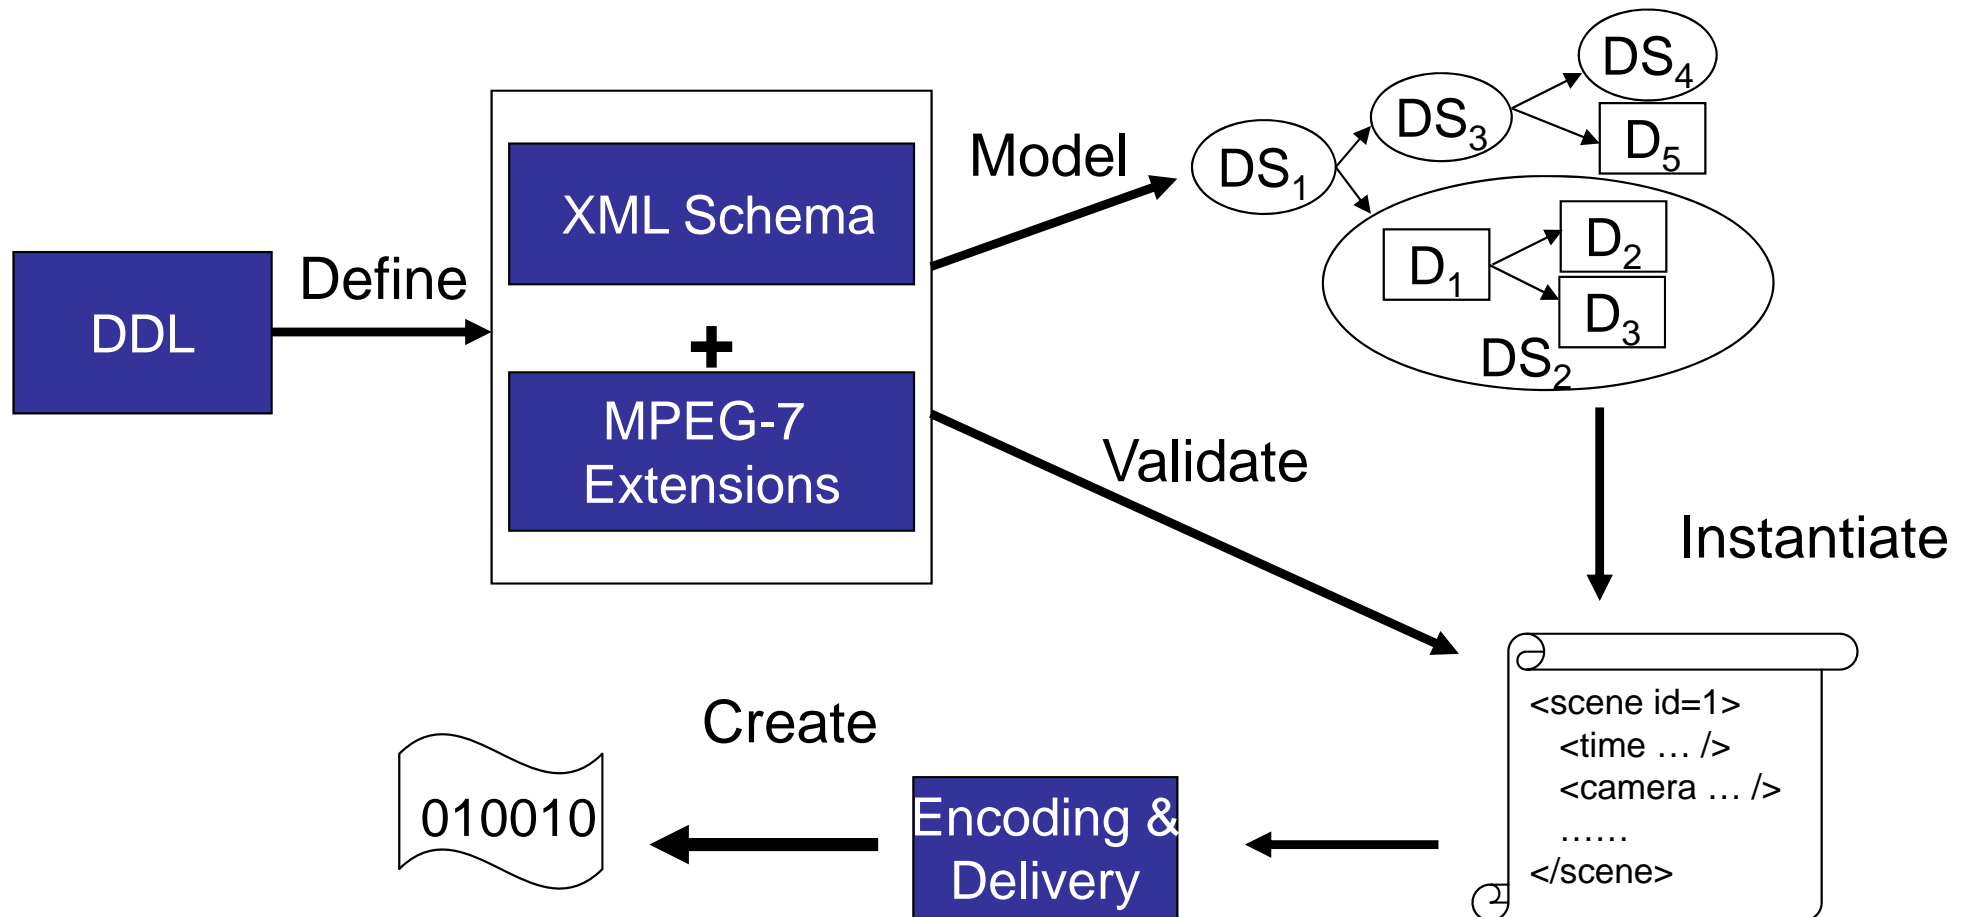 DDL
Define
XML Schema
+
MPEG-7
Extensions
Model
DS1
DS3
DS4
D5
D1
D2
D3
DS2
Validate
Instantiate
<scene id=1>
<time … />
<camera … />
……
</scene>
Encoding &
Delivery
Create
010010